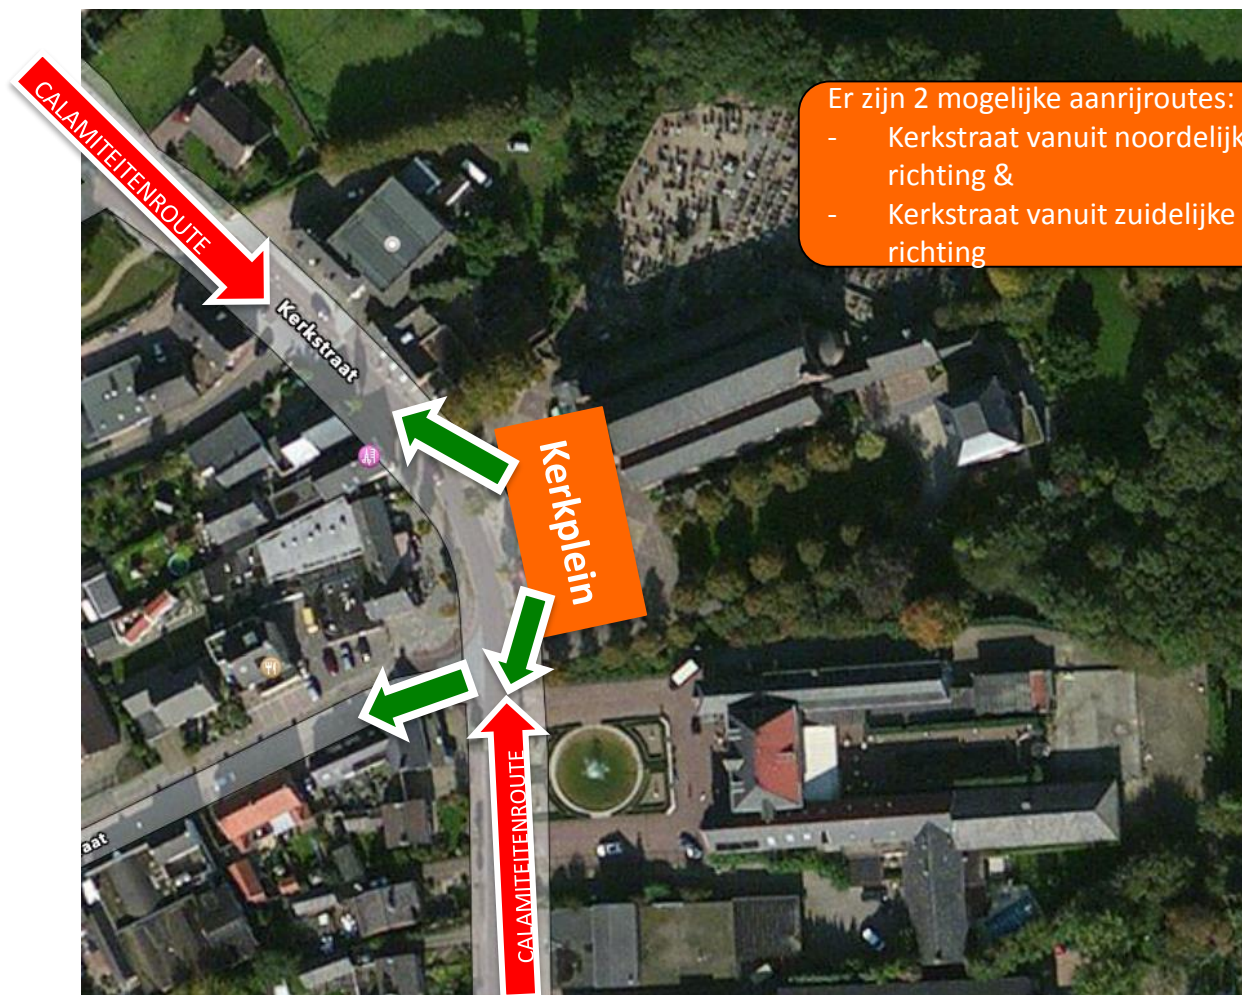 Er zijn 2 mogelijke aanrijroutes:
- Kerkstraat vanuit noordelijk
richting &
- Kerkstraat vanuit zuidelijke
richting
CALAMITEITENROUTE
Kerkstraat
Kerkplein
CALAMITEITENROUTE
aat